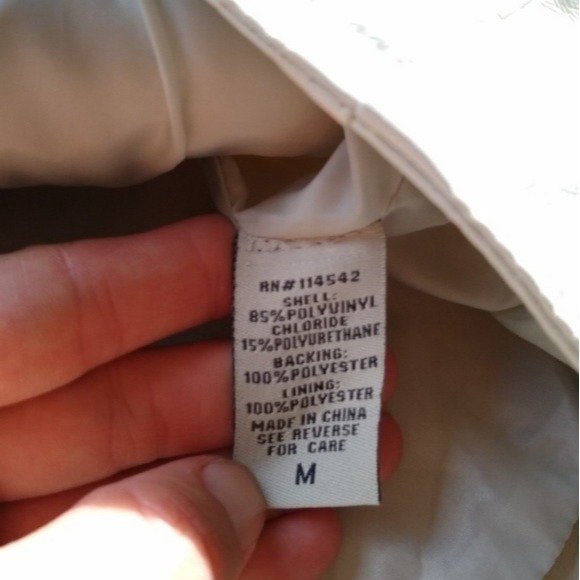 RN#114542
SHELL:
85%POLYVINYL
CHLORIDE
15%POLYURETHANE
BACKING:
100%POLYESTER
LINING:
100%POLYESTER
MADE IN CHINA
SEE REVERSE
FOR CARE
M